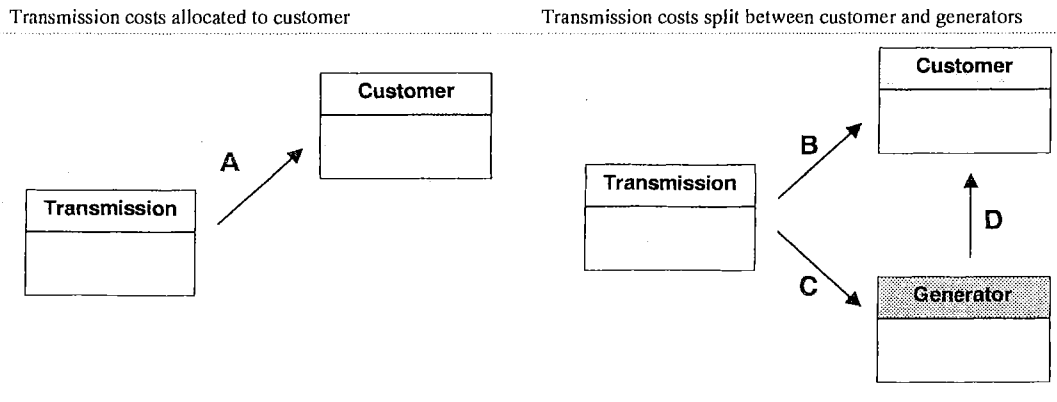 Transmission costs allocated to customer
Customer
A
Transmission
Transmission costs split between customer and generators
Customer
B
Transmission
D
C
Generator